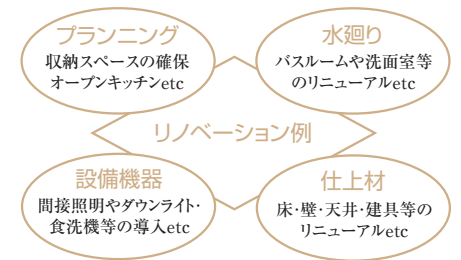 プランニング
収納スペースの確保
オープンキッチンetc
水廻り
バスルームや洗面室等
のリニューアルetc
リノベーション例
設備機器
間接照明やダウンライト・
食洗機等の導入etc
仕上材
床・壁・天井・建具等の
リニューアルetc